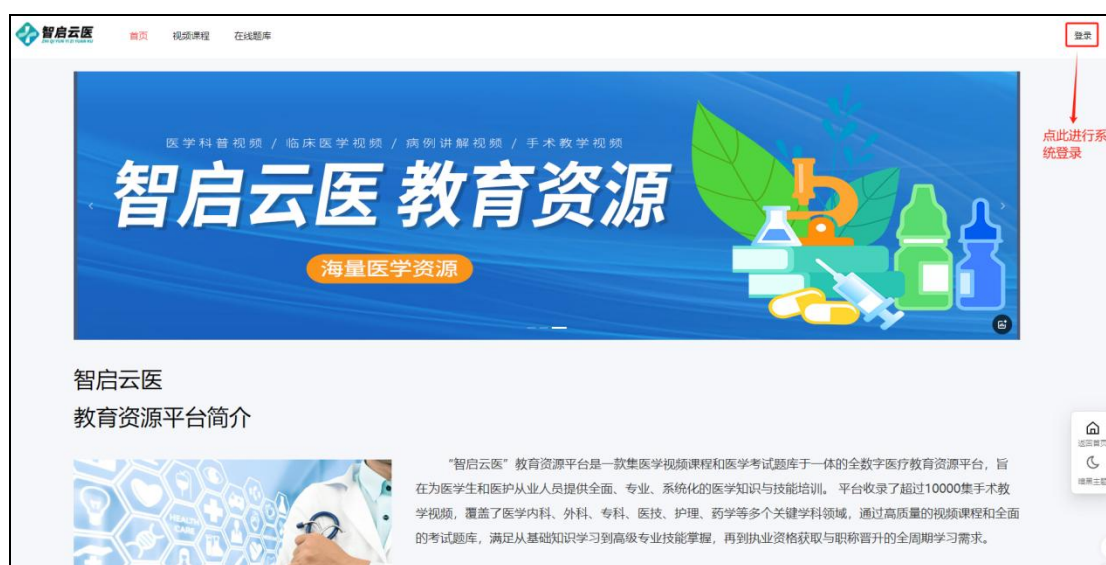 智启云医
首页 视频课程 在线题库
登录
点此进行系
统登录
医学科普视频 / 临床医学视频 / 病例讲解视频 / 手术教学视频
智启云医 教育资源
海量医学资源
智启云医
教育资源平台简介
HEALTH
CARE
“智启云医”教育资源平台是一款集医学视频课程和医学考试题库于一体的全数字医疗教育资源平台，旨
在为医学生和医护从业人员提供全面、专业、系统化的医学知识与技能培训。 平台收录了超过10000集手术教
学视频，覆盖了医学内科、外科、专科、医技、护理、药学等多个关键学科领域，通过高质量的视频课程和全面
的考试题库，满足从基础知识学习到高级专业技能掌握，再到执业资格获取与职称晋升的全周期学习需求。
返回首页